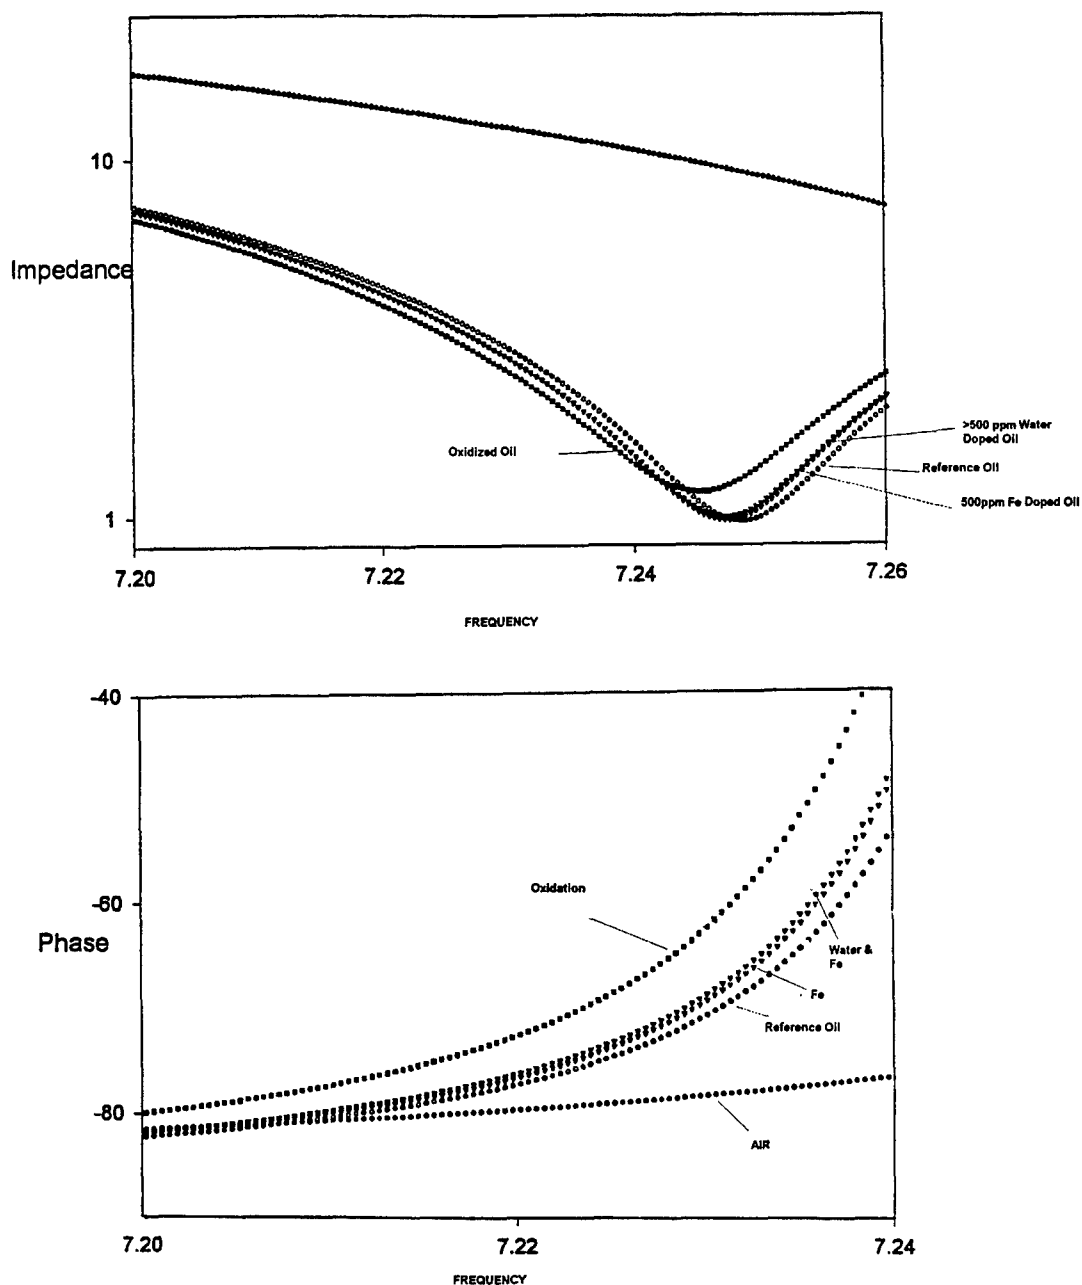 10
Impedance
Oxidized Oil
>500 ppm Water
Doped Oil
Reference Oil
500ppm Fe Doped Oil
1
7.20
7.22
7.24
7.26
FREQUENCY
-40
Oxidation
-60
Phase
Water &
Fe
Fe
Reference Oil
-80
AIR
7.20
7.22
7.24
FREQUENCY